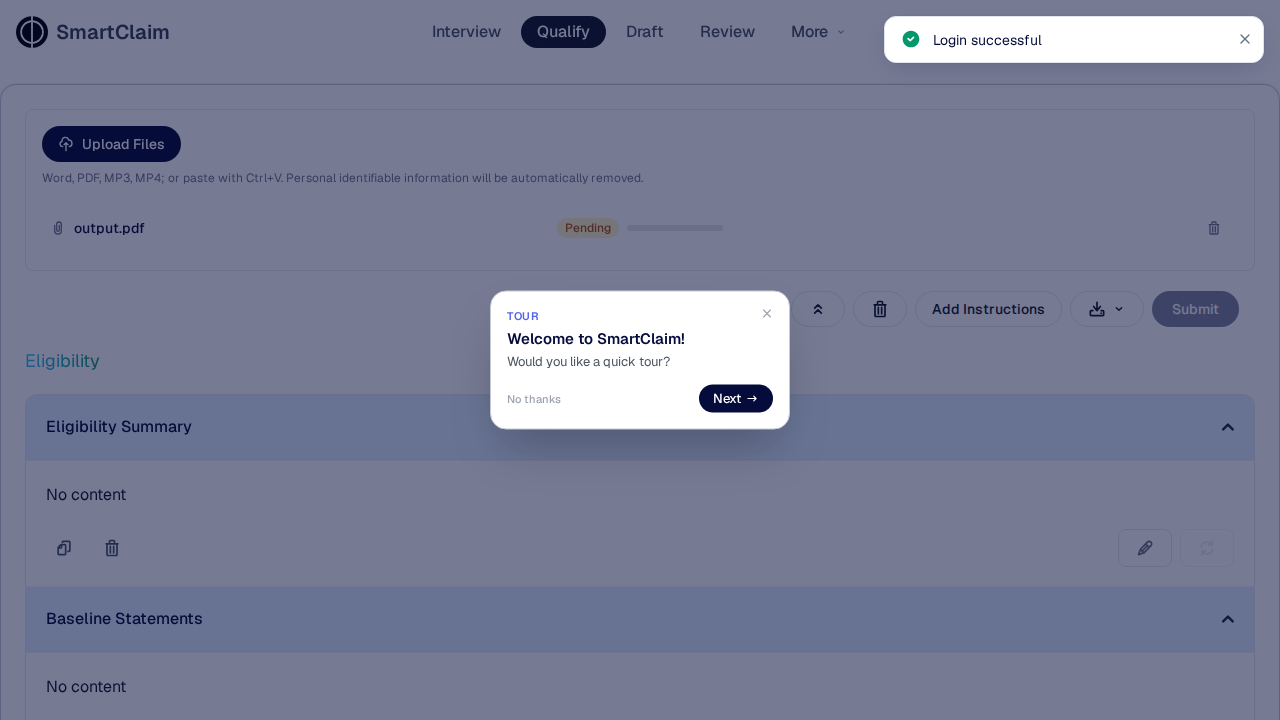 SmartClaim
Interview
Qualify
Draft
Review
More
Login successful
Upload Files
Word, PDF, MP3, MP4; or paste with Ctrl+V. Personal identifiable information will be automatically removed.
output.pdf
Pending
TOUR
Welcome to SmartClaim!
Would you like a quick tour?
No thanks
Next →
Add Instructions
Submit
Eligibility
Eligibility Summary
No content
Baseline Statements
No content